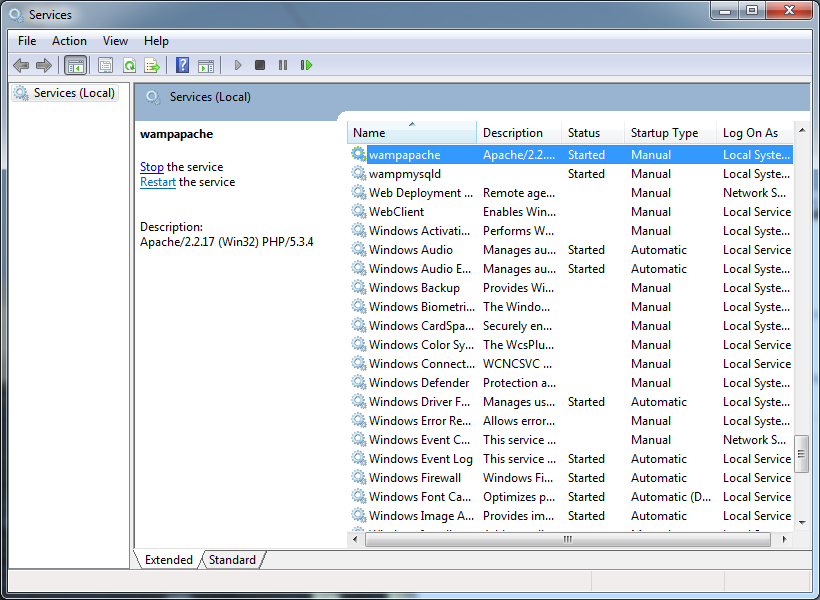 Services
File Action View Help
Services (Local)
Services (Local)
wampapache
Stop the service
Restart the service
Description:
Apache/2.2.17 (Win32) PHP/5.3.4
Name Description Status Startup Type Log On As
wampapache Apache/2.2.... Started Manual Local Syste...
wampmysqld Started Manual Local Syste...
Web Deployment ... Remote age... Manual Network S...
WebClient Enables Win... Manual Local Service
Windows Activati... Performs W... Manual Local Syste...
Windows Audio Manages au... Started Automatic Local Service
Windows Audio E... Manages au... Started Automatic Local Syste...
Windows Backup Provides Wi... Manual Local Syste...
Windows Biometri... The Windo... Manual Local Syste...
Windows CardSpa... Securely en... Manual Local Syste...
Windows Color Sy... The WcsPlu... Manual Local Service
Windows Connect... WCNCSVC ... Manual Local Service
Windows Defender Protection a... Manual Local Syste...
Windows Driver F... Manages us... Started Automatic Local Syste...
Windows Error Re... Allows error... Manual Local Syste...
Windows Event C... This service ... Manual Network S...
Windows Event Log This service ... Started Automatic Local Service
Windows Firewall Windows Fi... Started Automatic Local Service
Windows Font Ca... Optimizes p... Started Automatic (D... Local Service
Windows Image A... Provides im... Started Automatic Local Service
Extended Standard